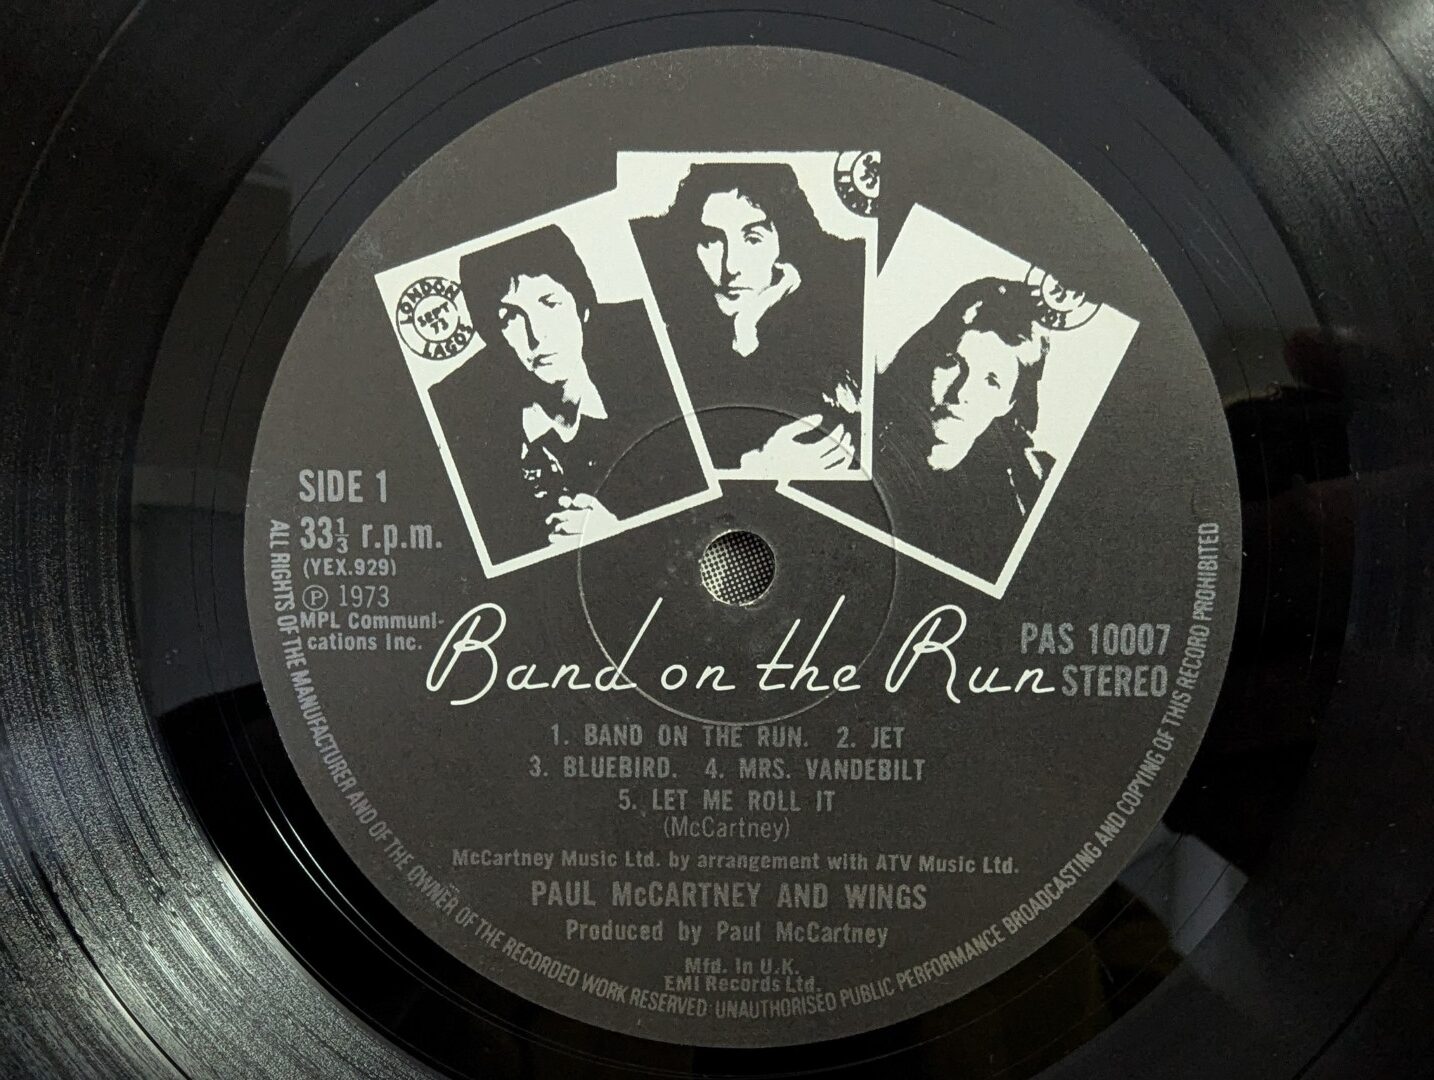 LONDON
SEPT
73
LAGOS
SIDE 1
33⅓ r.p.m.
(YEX.929)
Ⓟ 1973
MPL Communi-
cations Inc.
Band on the Run
PAS 10007
STEREO
1. BAND ON THE RUN. 2. JET
3. BLUEBIRD. 4. MRS. VANDEBILT
5. LET ME ROLL IT
(McCartney)
McCartney Music Ltd. by arrangement with ATV Music Ltd.
PAUL McCARTNEY AND WINGS
Produced by Paul McCartney
Mfd. In U.K.
EMI Records Ltd.
ALL RIGHTS OF THE MANUFACTURER AND OF THE OWNER OF THE RECORDED WORK RESERVED· UNAUTHORISED PUBLIC PERFORMANCE BROADCASTING AND COPYING OF THIS RECORD PROHIBITED